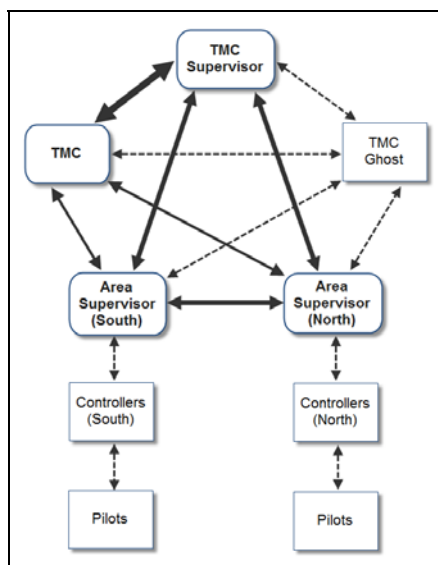 TMC
Supervisor
TMC
TMC
Ghost
Area
Supervisor
(South)
Area
Supervisor
(North)
Controllers
(South)
Controllers
(North)
Pilots
Pilots